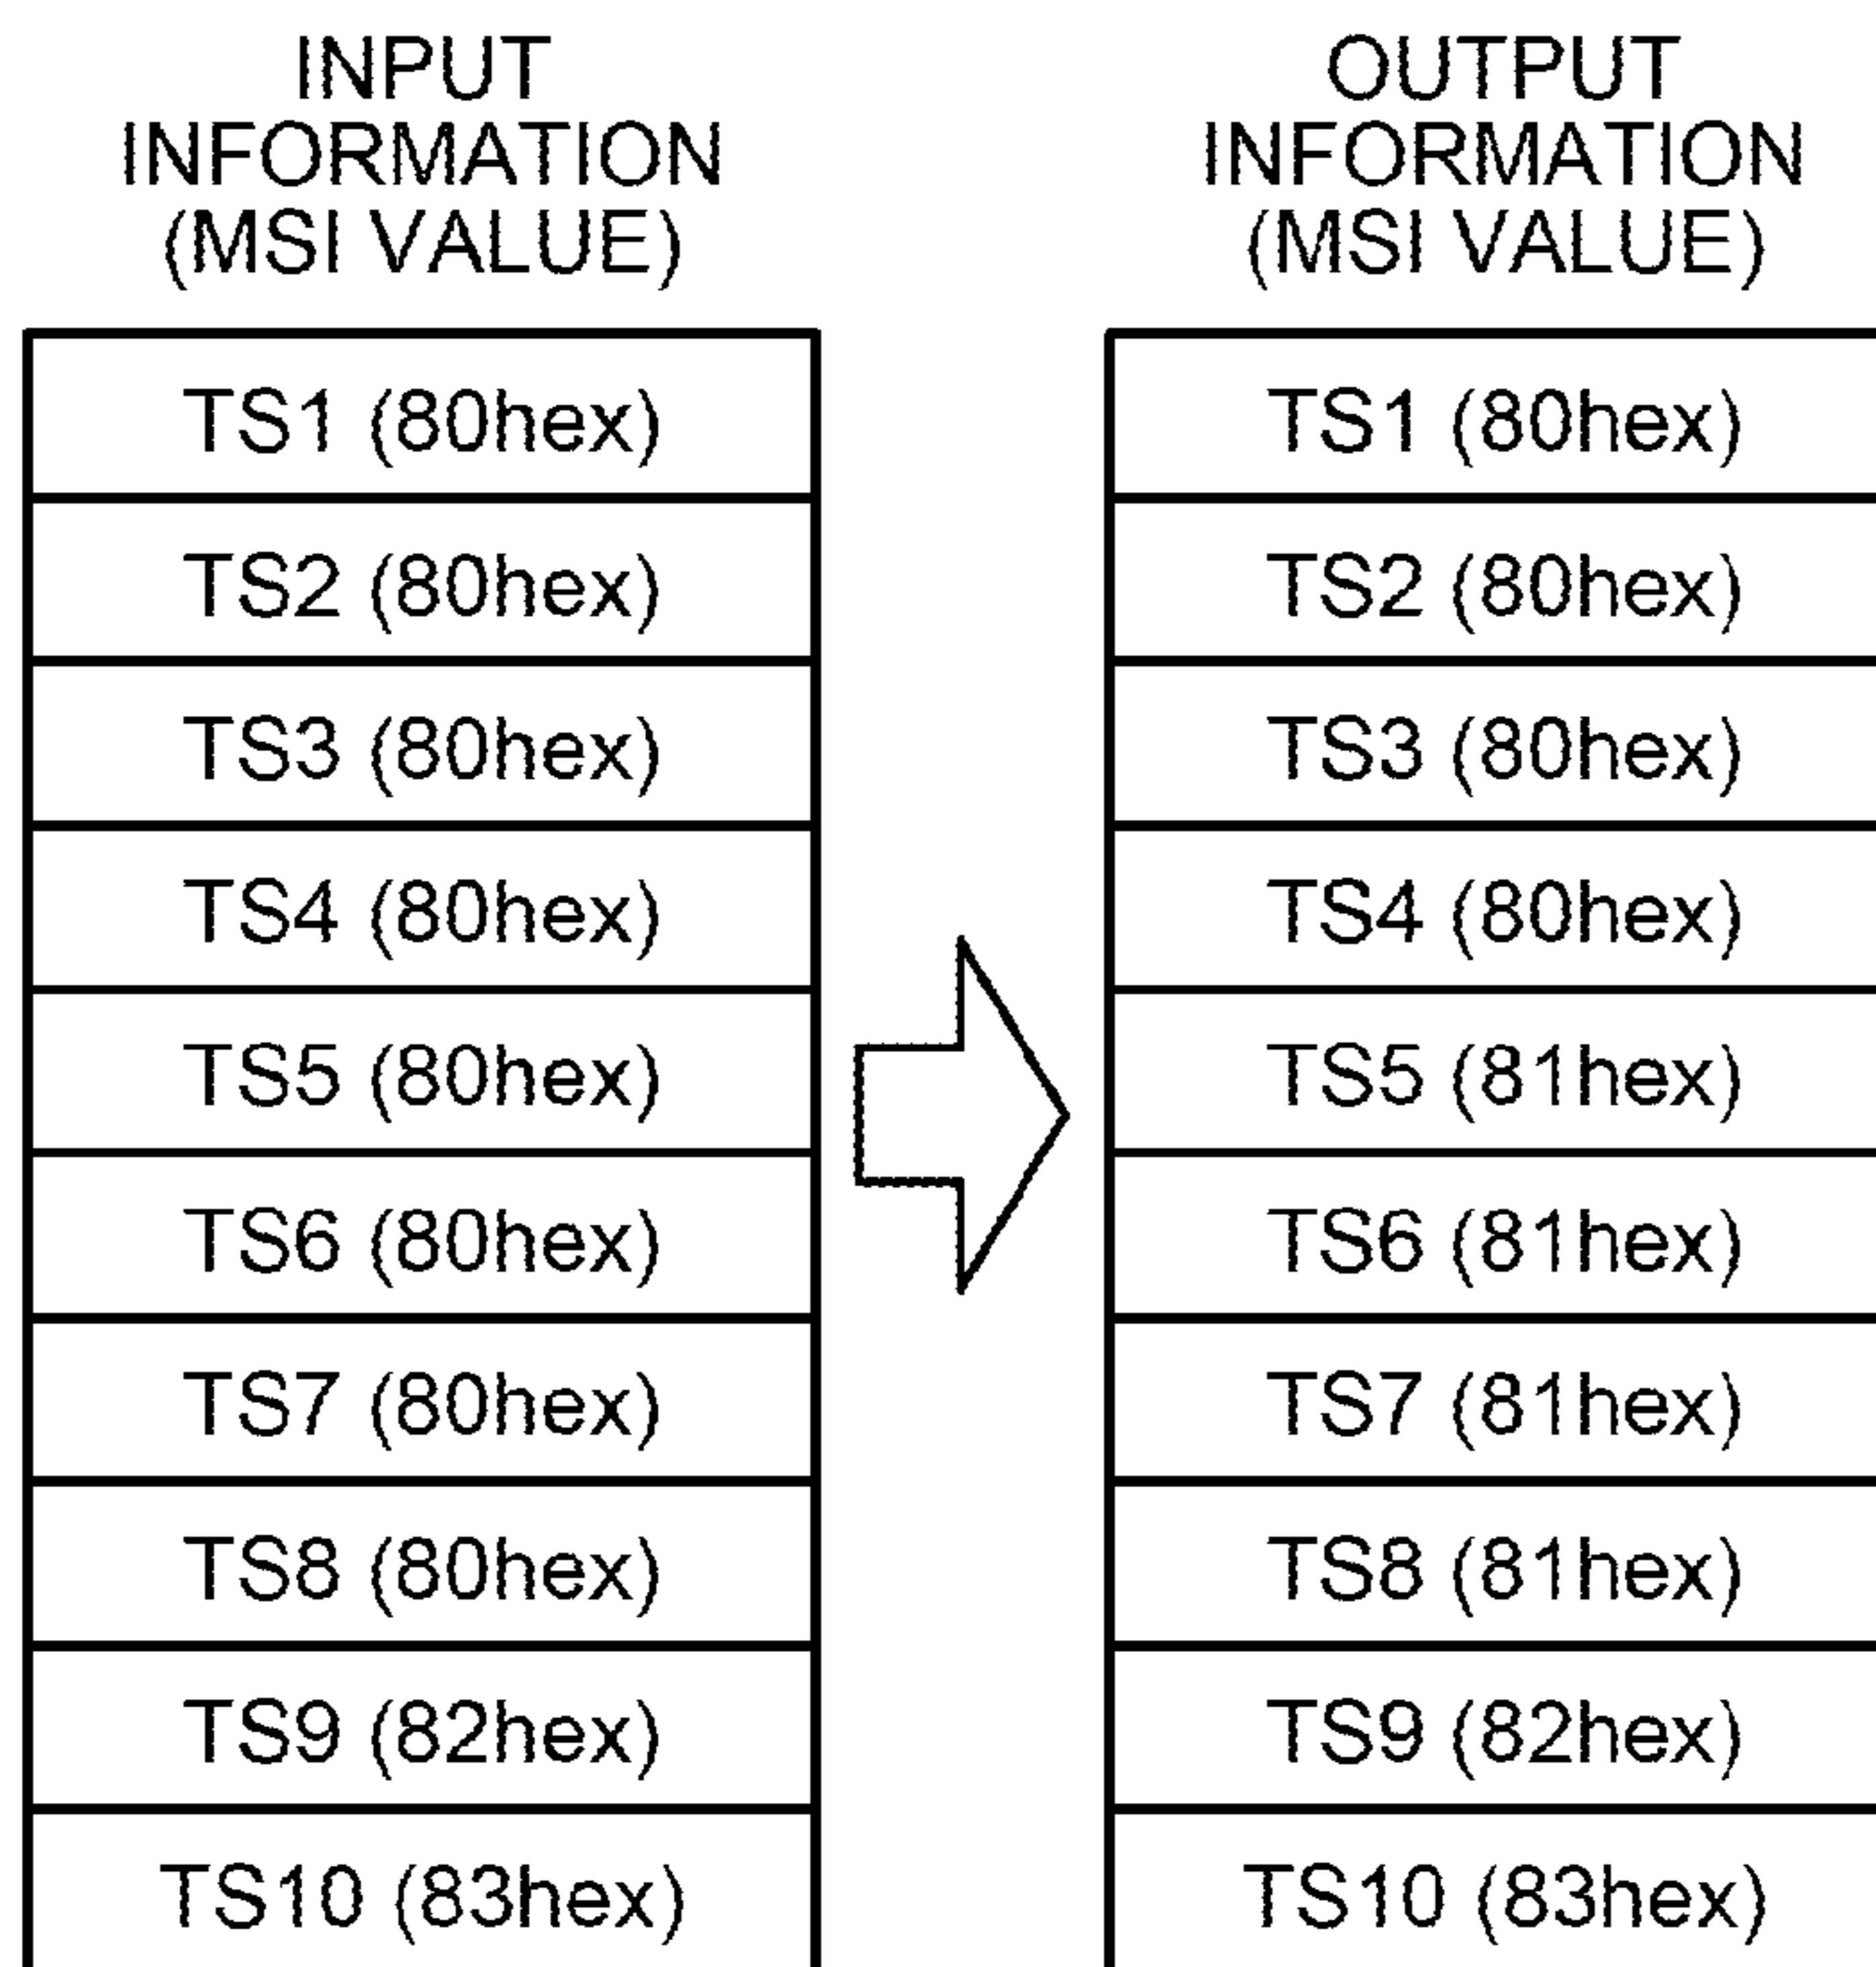 INPUT
INFORMATION
(MSI VALUE)
TS1 (80hex)
TS2 (80hex)
TS3 (80hex)
TS4 (80hex)
TS5 (80hex)
TS6 (80hex)
TS7 (80hex)
TS8 (80hex)
TS9 (82hex)
TS10 (83hex)
OUTPUT
INFORMATION
(MSI VALUE)
TS1 (80hex)
TS2 (80hex)
TS3 (80hex)
TS4 (80hex)
TS5 (81hex)
TS6 (81hex)
TS7 (81hex)
TS8 (81hex)
TS9 (82hex)
TS10 (83hex)